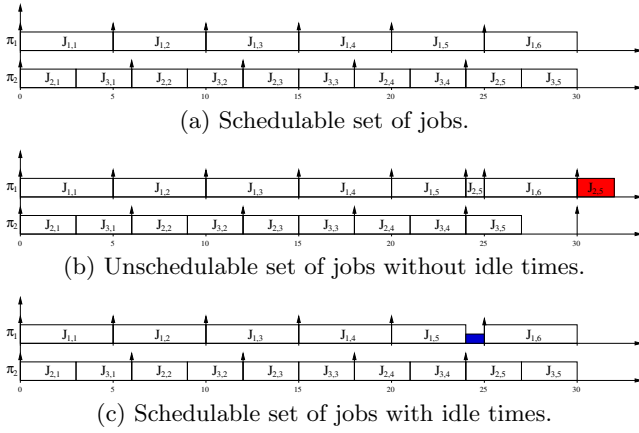 π1 J1,1 J1,2 J1,3 J1,4 J1,5 J1,6
π2 J2,1 J3,1 J2,2 J3,2 J2,3 J3,3 J2,4 J3,4 J2,5 J3,5
0 5 10 15 20 25 30
(a) Schedulable set of jobs.
π1 J1,1 J1,2 J1,3 J1,4 J1,5 J2,5 J1,6 J2,5
π2 J2,1 J3,1 J2,2 J3,2 J2,3 J3,3 J2,4 J3,4 J3,5
0 5 10 15 20 25 30
(b) Unschedulable set of jobs without idle times.
π1 J1,1 J1,2 J1,3 J1,4 J1,5 J1,6
π2 J2,1 J3,1 J2,2 J3,2 J2,3 J3,3 J2,4 J3,4 J2,5 J3,5
0 5 10 15 20 25 30
(c) Schedulable set of jobs with idle times.